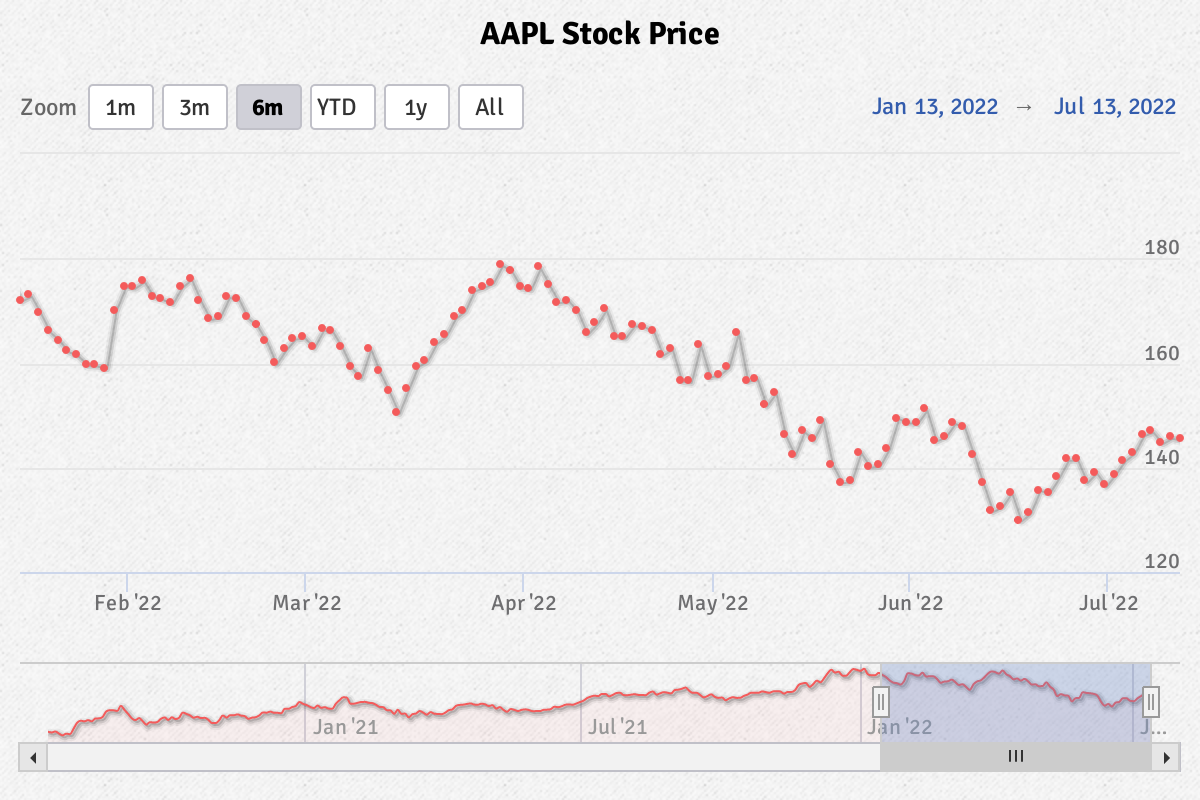 AAPL Stock Price
Zoom 1m 3m 6m YTD 1y All Jan 13, 2022 → Jul 13, 2022
180
160
140
120
Feb '22 Mar '22 Apr '22 May '22 Jun '22 Jul '22
Jan '21 Jul '21 Jan '22 J...